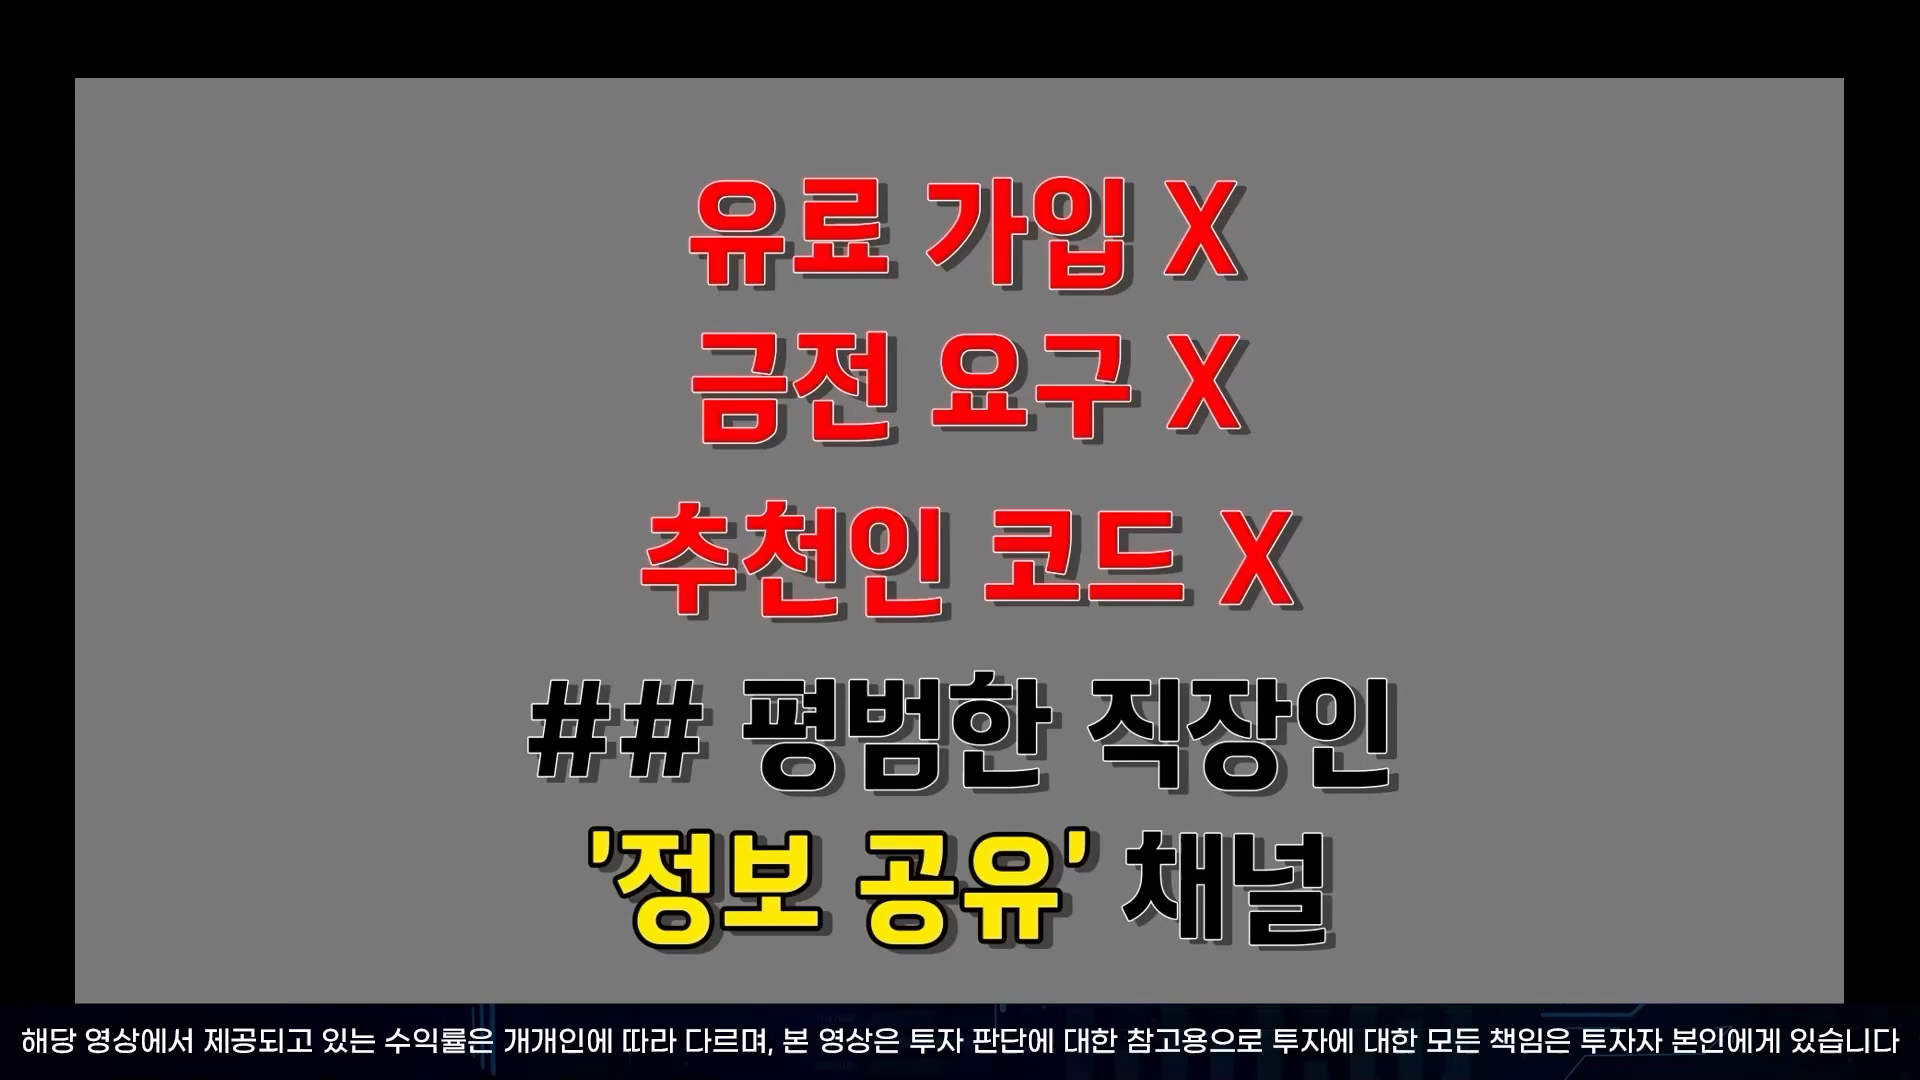 유료 가입 X
금전 요구 X
추천인 코드 X
## 평범한 직장인
'정보 공유' 채널
해당 영상에서 제공되고 있는 수익률은 개개인에 따라 다르며, 본 영상은 투자 판단에 대한 참고용으로 투자에 대한 모든 책임은 투자자 본인에게 있습니다